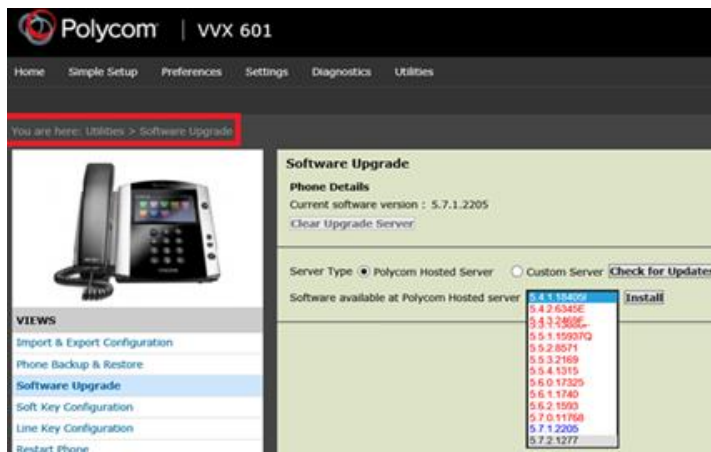 Polycom | VVX 601
Home Simple Setup Preferences Settings Diagnostics Utilities
You are here: Utilities > Software Upgrade
Software Upgrade
Phone Details
Current software version : 5.7.1.2205
Clear Upgrade Server
Server Type Polycom Hosted Server Custom Server Check for Updates
Software available at Polycom Hosted server 5.4.1.18405I Install
5.4.2.6345E
5.5.1.15937Q
5.5.2.8571
5.5.3.2169
5.5.4.1315
5.6.0.17325
5.6.1.1740
5.6.2.1593
5.7.0.11768
5.7.1.2205
5.7.2.1277
VIEWS
Import & Export Configuration
Phone Backup & Restore
Software Upgrade
Soft Key Configuration
Line Key Configuration
Restart Phone